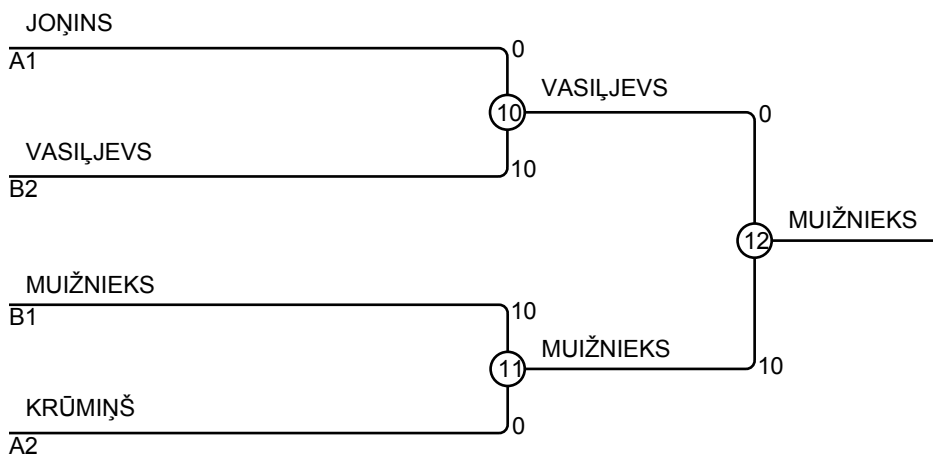 JOŅINS
A1
0
10
VASIĻJEVS
0
VASIĻJEVS
B2
10
12
MUIŽNIEKS
MUIŽNIEKS
B1
10
11
MUIŽNIEKS
10
KRŪMIŅŠ
A2
0